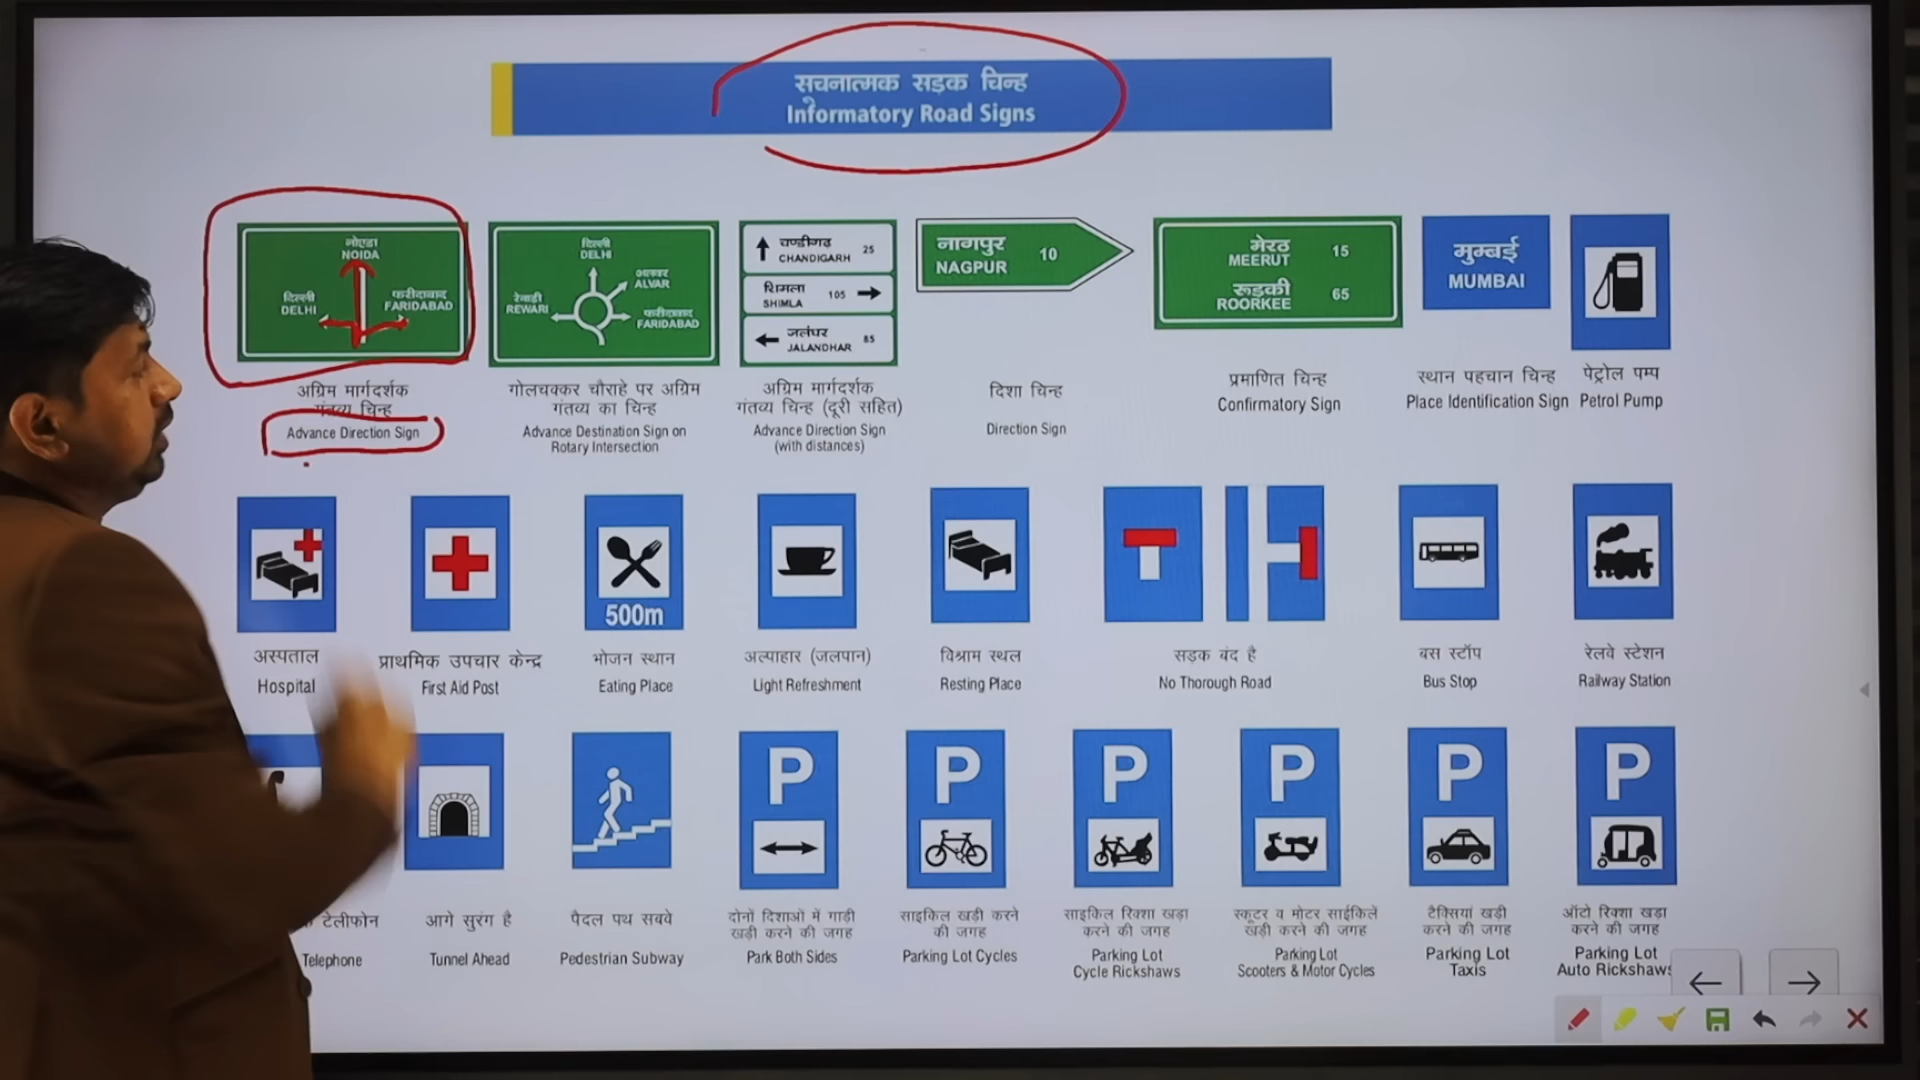 सूचनात्मक सड़क चिन्ह
Informatory Road Signs
नोएडा
NOIDA
दिल्ली
DELHI
फरीदाबाद
FARIDABAD
दिल्ली
DELHI
अलवर
ALVAR
रेवाड़ी
REWARI
फरीदाबाद
FARIDABAD
चण्डीगढ़
CHANDIGARH 25
शिमला
SHIMLA 105
जलंधर
JALANDHAR 85
नागपुर
NAGPUR 10
मेरठ
MEERUT 15
रूड़की
ROORKEE 65
मुम्बई
MUMBAI
अग्रिम मार्गदर्शक
गंतव्य चिन्ह
Advance Direction Sign
गोलचक्कर चौराहे पर अग्रिम
गंतव्य का चिन्ह
Advance Destination Sign on
Rotary Intersection
अग्रिम मार्गदर्शक
गंतव्य चिन्ह (दूरी सहित)
Advance Direction Sign
(with distances)
दिशा चिन्ह
Direction Sign
प्रमाणित चिन्ह
Confirmatory Sign
स्थान पहचान चिन्ह
Place Identification Sign
पेट्रोल पम्प
Petrol Pump
500m
अस्पताल
Hospital
प्राथमिक उपचार केन्द्र
First Aid Post
भोजन स्थान
Eating Place
अल्पाहार (जलपान)
Light Refreshment
विश्राम स्थल
Resting Place
सड़क बंद है
No Thorough Road
बस स्टॉप
Bus Stop
रेलवे स्टेशन
Railway Station
P
P
P
P
P
P
टेलीफोन
Telephone
आगे सुरंग है
Tunnel Ahead
पैदल पथ सबवे
Pedestrian Subway
दोनों दिशाओं में गाड़ी
खड़ी करने की जगह
Park Both Sides
साइकिल खड़ी करने
की जगह
Parking Lot Cycles
साइकिल रिक्शा खड़ा
करने की जगह
Parking Lot
Cycle Rickshaws
स्कूटर व मोटर साईकिलें
खड़ी करने की जगह
Parking Lot
Scooters & Motor Cycles
टैक्सियां खड़ी
करने की जगह
Parking Lot
Taxis
ऑटो रिक्शा खड़ा
करने की जगह
Parking Lot
Auto Rickshaws